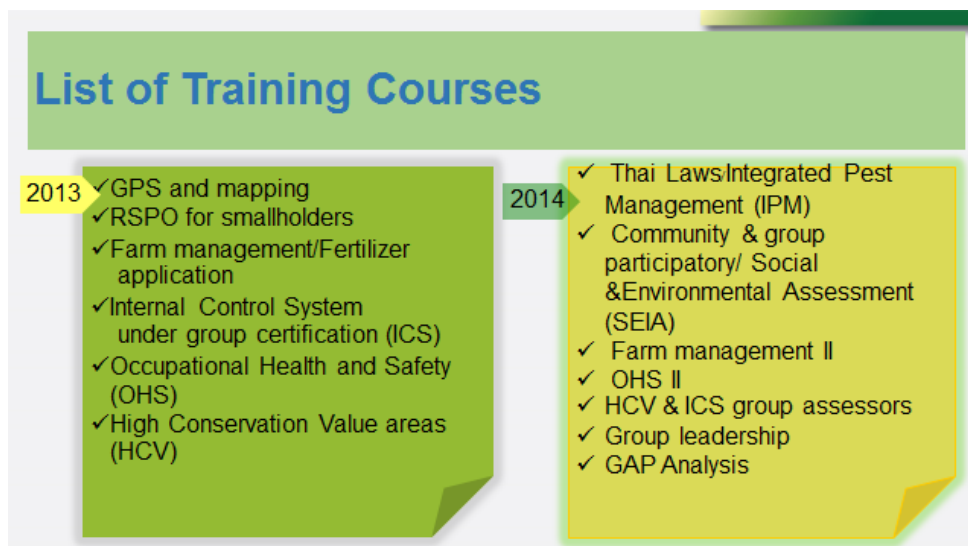 List of Training Courses
2013
✓GPS and mapping
✓RSPO for smallholders
✓Farm management/Fertilizer
application
✓Internal Control System
under group certification (ICS)
✓Occupational Health and Safety
(OHS)
✓High Conservation Value areas
(HCV)
2014
✓ Thai Laws/Integrated Pest
Management (IPM)
✓ Community & group
participatory/ Social
&Environmental Assessment
(SEIA)
✓ Farm management II
✓ OHS II
✓ HCV & ICS group assessors
✓ Group leadership
✓ GAP Analysis